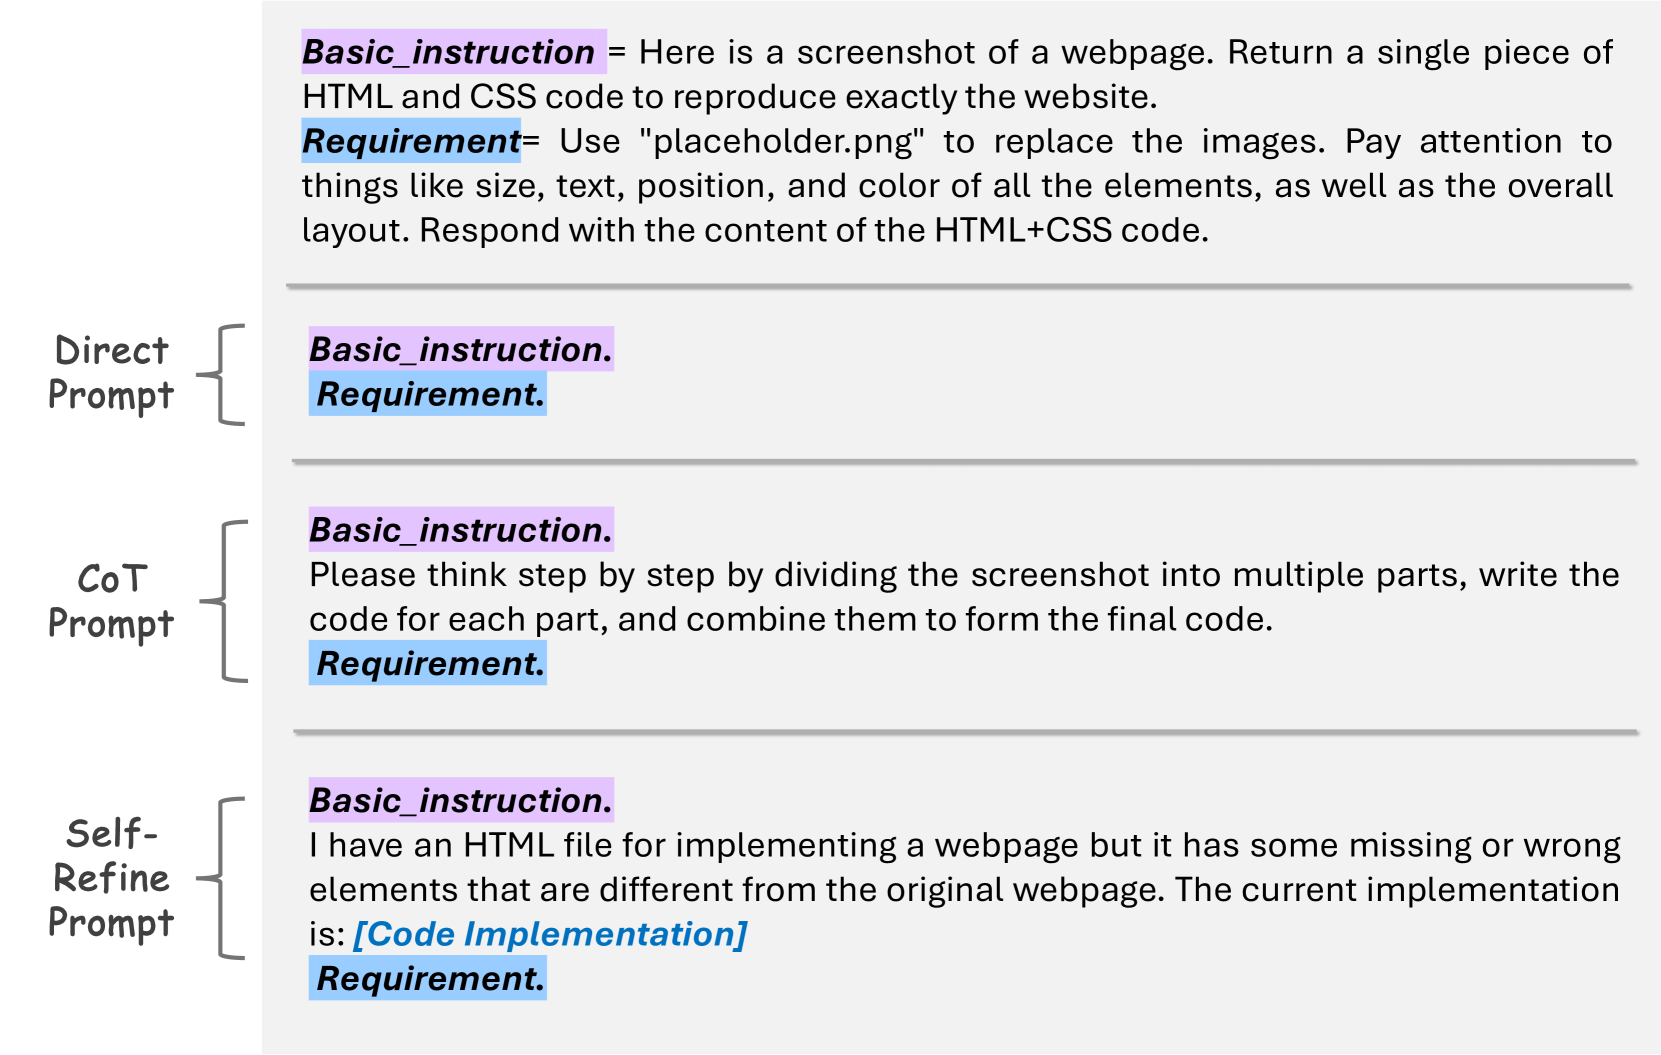 Basic_instruction = Here is a screenshot of a webpage. Return a single piece of
HTML and CSS code to reproduce exactly the website.
Requirement= Use "placeholder.png" to replace the images. Pay attention to
things like size, text, position, and color of all the elements, as well as the overall
layout. Respond with the content of the HTML+CSS code.
Direct
Prompt
Basic_instruction.
Requirement.
CoT
Prompt
Basic_instruction.
Please think step by step by dividing the screenshot into multiple parts, write the
code for each part, and combine them to form the final code.
Requirement.
Self-
Refine
Prompt
Basic_instruction.
I have an HTML file for implementing a webpage but it has some missing or wrong
elements that are different from the original webpage. The current implementation
is: [Code Implementation]
Requirement.